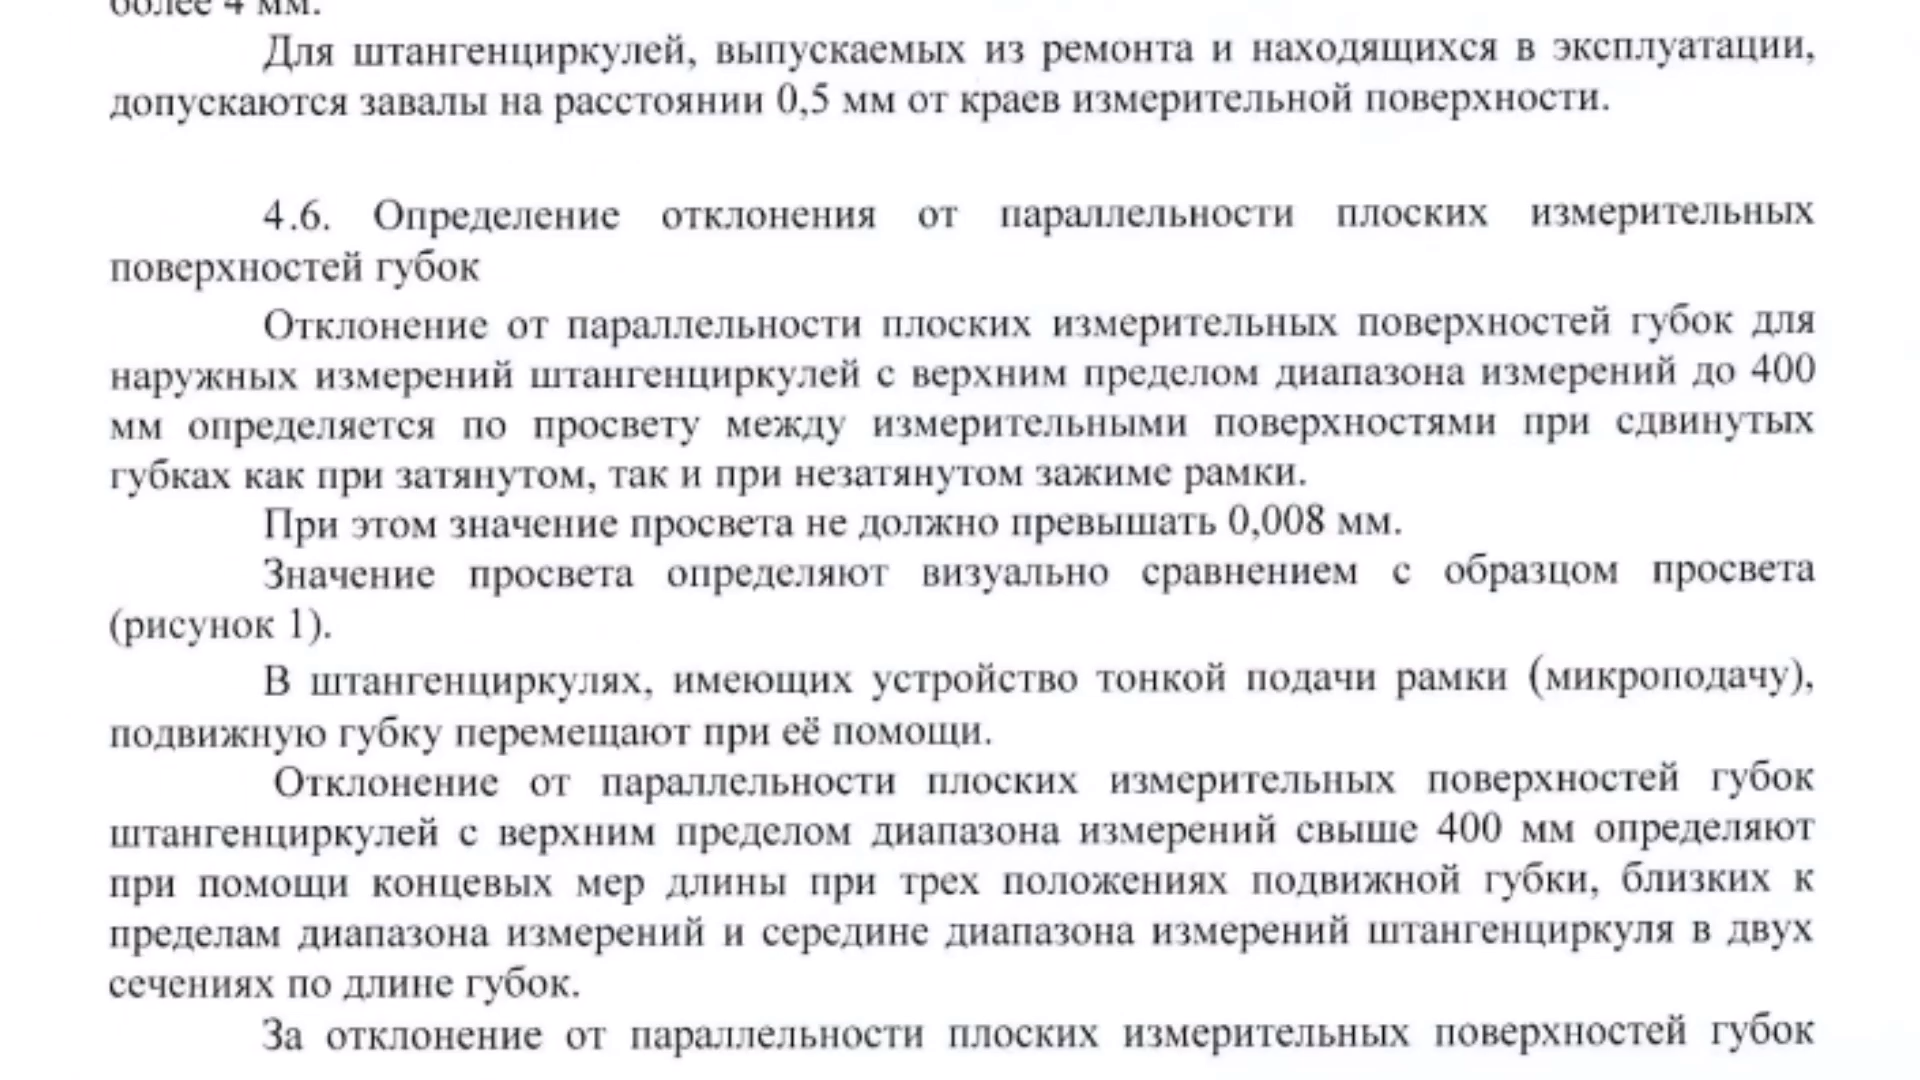 более 4 мм.
Для штангенциркулей, выпускаемых из ремонта и находящихся в эксплуатации,
допускаются завалы на расстоянии 0,5 мм от краев измерительной поверхности.
4.6. Определение отклонения от параллельности плоских измерительных
поверхностей губок
Отклонение от параллельности плоских измерительных поверхностей губок для
наружных измерений штангенциркулей с верхним пределом диапазона измерений до 400
мм определяется по просвету между измерительными поверхностями при сдвинутых
губках как при затянутом, так и при незатянутом зажиме рамки.
При этом значение просвета не должно превышать 0,008 мм.
Значение просвета определяют визуально сравнением с образцом просвета
(рисунок 1).
В штангенциркулях, имеющих устройство тонкой подачи рамки (микроподачу),
подвижную губку перемещают при её помощи.
Отклонение от параллельности плоских измерительных поверхностей губок
штангенциркулей с верхним пределом диапазона измерений свыше 400 мм определяют
при помощи концевых мер длины при трех положениях подвижной губки, близких к
пределам диапазона измерений и середине диапазона измерений штангенциркуля в двух
сечениях по длине губок.
За отклонение от параллельности плоских измерительных поверхностей губок